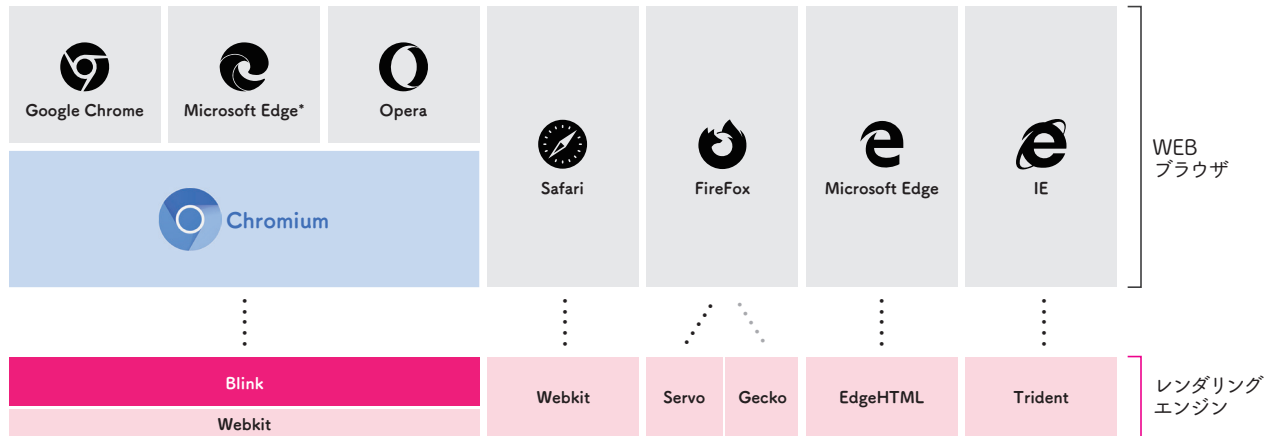 Google Chrome
Microsoft Edge*
Opera
Chromium
Safari
FireFox
Microsoft Edge
IE
WEB
ブラウザ
Blink
Webkit
Webkit
Servo
Gecko
EdgeHTML
Trident
レンダリング
エンジン